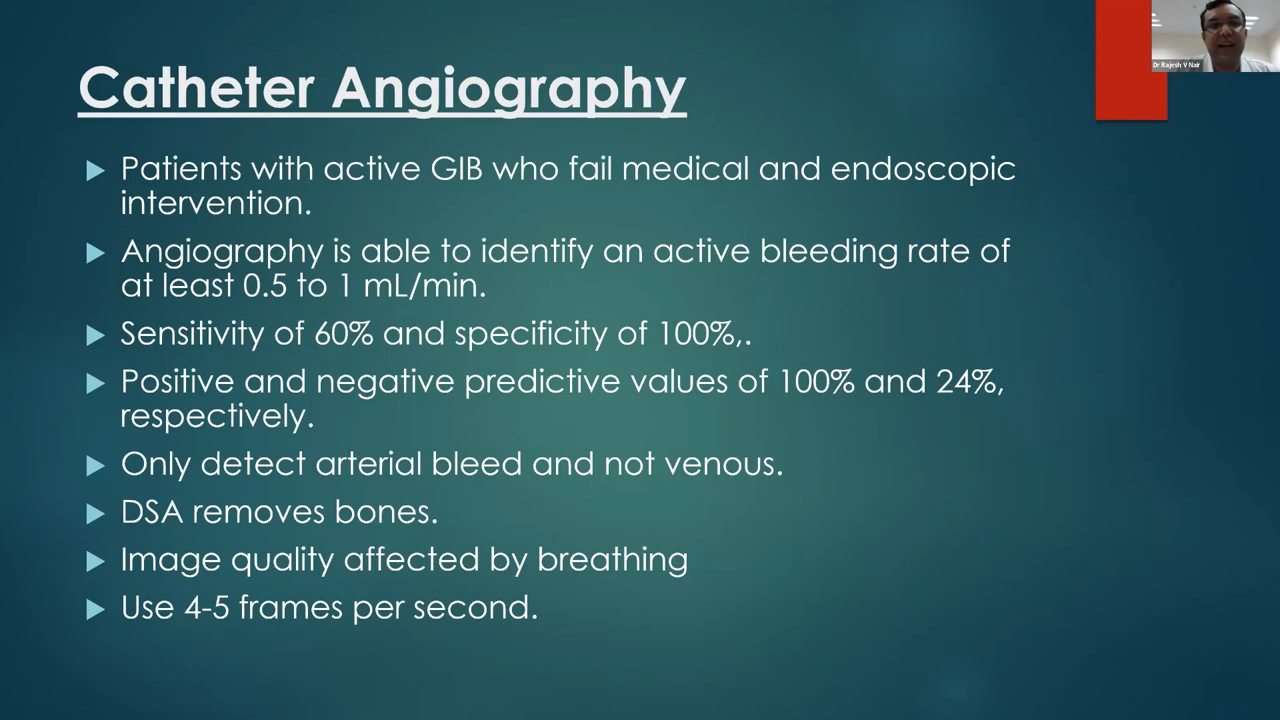 Catheter Angiography
Patients with active GIB who fail medical and endoscopic
intervention.
Angiography is able to identify an active bleeding rate of
at least 0.5 to 1 mL/min.
Sensitivity of 60% and specificity of 100%,.
Positive and negative predictive values of 100% and 24%,
respectively.
Only detect arterial bleed and not venous.
DSA removes bones.
Image quality affected by breathing
Use 4-5 frames per second.
Dr Rajesh V Nair